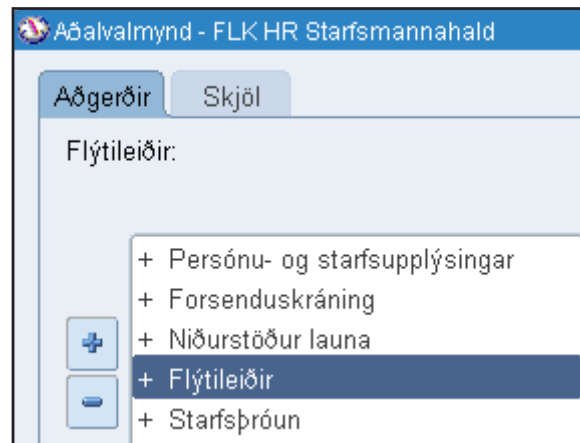 Aðalvalmynd - FLK HR Starfsmannahald
Aðgerðir Skjöl
Flýtileiðir:
+ Persónu- og starfsupplýsingar
+ Forsenduskráning
+ Niðurstöður launa
+ Flýtileiðir
+ Starfsþróun